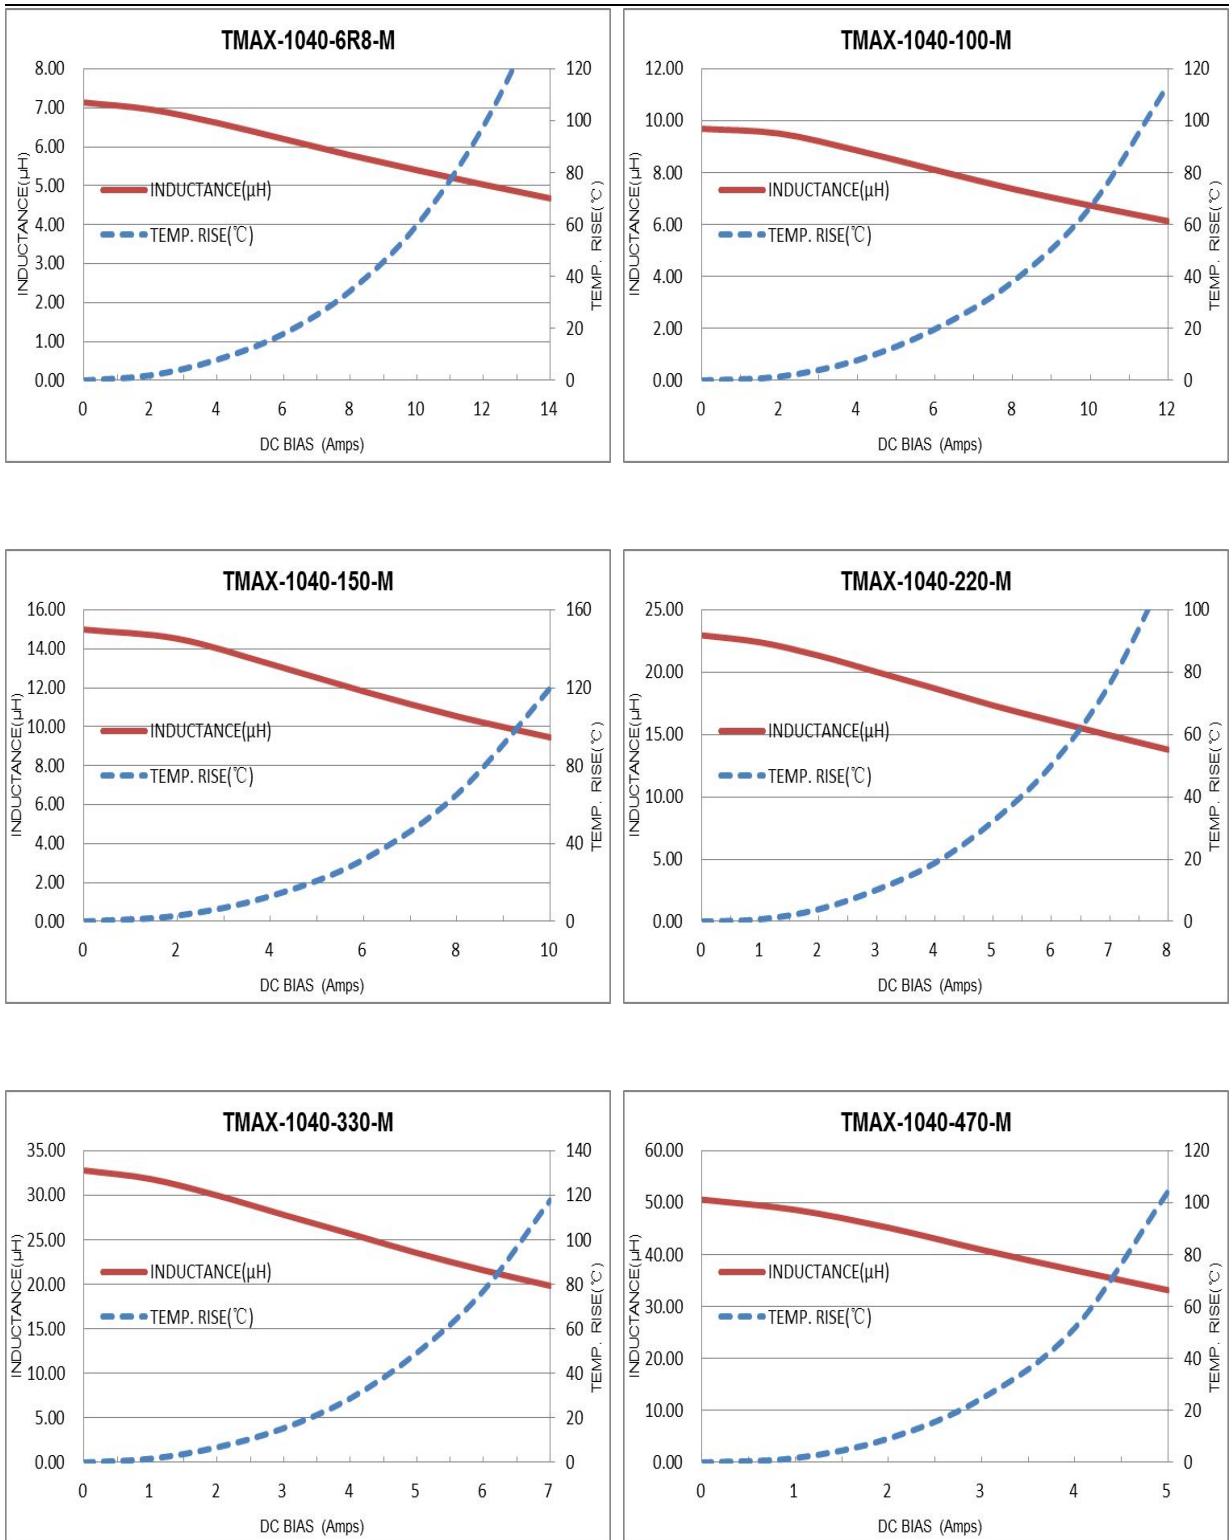 TMAX-1040-6R8-M
8.00
7.00
6.00
5.00
4.00
3.00
2.00
1.00
0.00
INDUCTANCE(μH)
INDUCTANCE(μH)
TEMP. RISE(℃)
120
100
80
60
40
20
0
TEMP. RISE(℃)
0 2 4 6 8 10 12 14
DC BIAS (Amps)
TMAX-1040-100-M
12.00
10.00
8.00
6.00
4.00
2.00
0.00
INDUCTANCE(μH)
INDUCTANCE(μH)
TEMP. RISE(℃)
120
100
80
60
40
20
0
TEMP. RISE(℃)
0 2 4 6 8 10 12
DC BIAS (Amps)
TMAX-1040-150-M
16.00
14.00
12.00
10.00
8.00
6.00
4.00
2.00
0.00
INDUCTANCE(μH)
INDUCTANCE(μH)
TEMP. RISE(℃)
160
120
80
40
0
TEMP. RISE(℃)
0 2 4 6 8 10
DC BIAS (Amps)
TMAX-1040-220-M
25.00
20.00
15.00
10.00
5.00
0.00
INDUCTANCE(μH)
INDUCTANCE(μH)
TEMP. RISE(℃)
100
80
60
40
20
0
TEMP. RISE(℃)
0 1 2 3 4 5 6 7 8
DC BIAS (Amps)
TMAX-1040-330-M
35.00
30.00
25.00
20.00
15.00
10.00
5.00
0.00
INDUCTANCE(μH)
INDUCTANCE(μH)
TEMP. RISE(℃)
140
120
100
80
60
40
20
0
TEMP. RISE(℃)
0 1 2 3 4 5 6 7
DC BIAS (Amps)
TMAX-1040-470-M
60.00
50.00
40.00
30.00
20.00
10.00
0.00
INDUCTANCE(μH)
INDUCTANCE(μH)
TEMP. RISE(℃)
120
100
80
60
40
20
0
TEMP. RISE(℃)
0 1 2 3 4 5
DC BIAS (Amps)